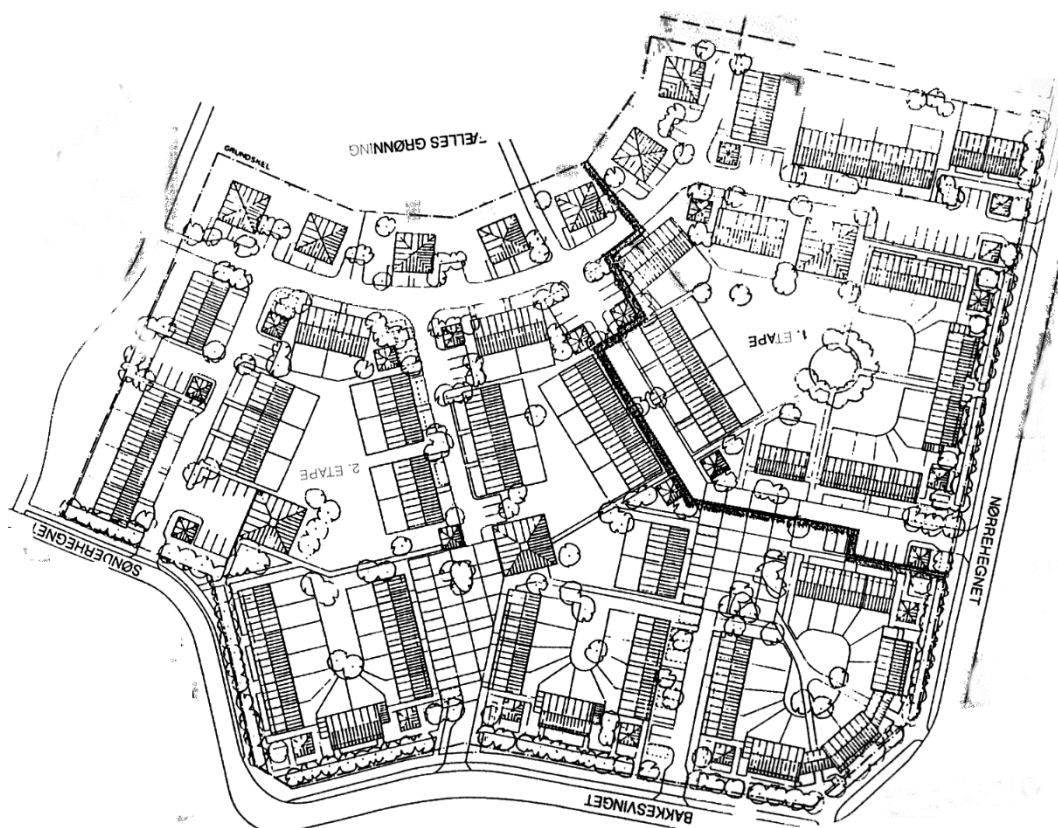 FÆLLES GRØNNING
GRUNDSKEL
1. ETAPE
2. ETAPE
SØNDERHEGNET
NØRREHEGNET
BAKKESVINGET